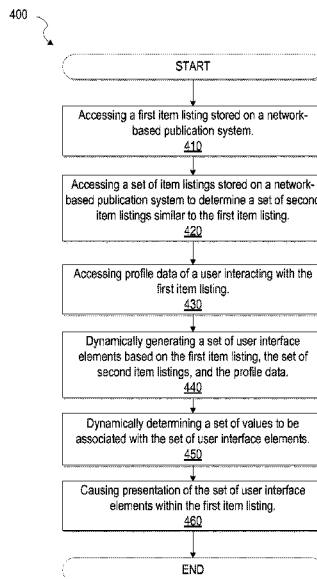 400
START
Accessing a first item listing stored on a network-
based publication system.
410
Accessing a set of item listings stored on a network-
based publication system to determine a set of second
item listings similar to the first item listing.
420
Accessing profile data of a user interacting with the
first item listing.
430
Dynamically generating a set of user interface
elements based on the first item listing, the set of
second item listings, and the profile data.
440
Dynamically determining a set of values to be
associated with the set of user interface elements.
450
Causing presentation of the set of user interface
elements within the first item listing.
460
END